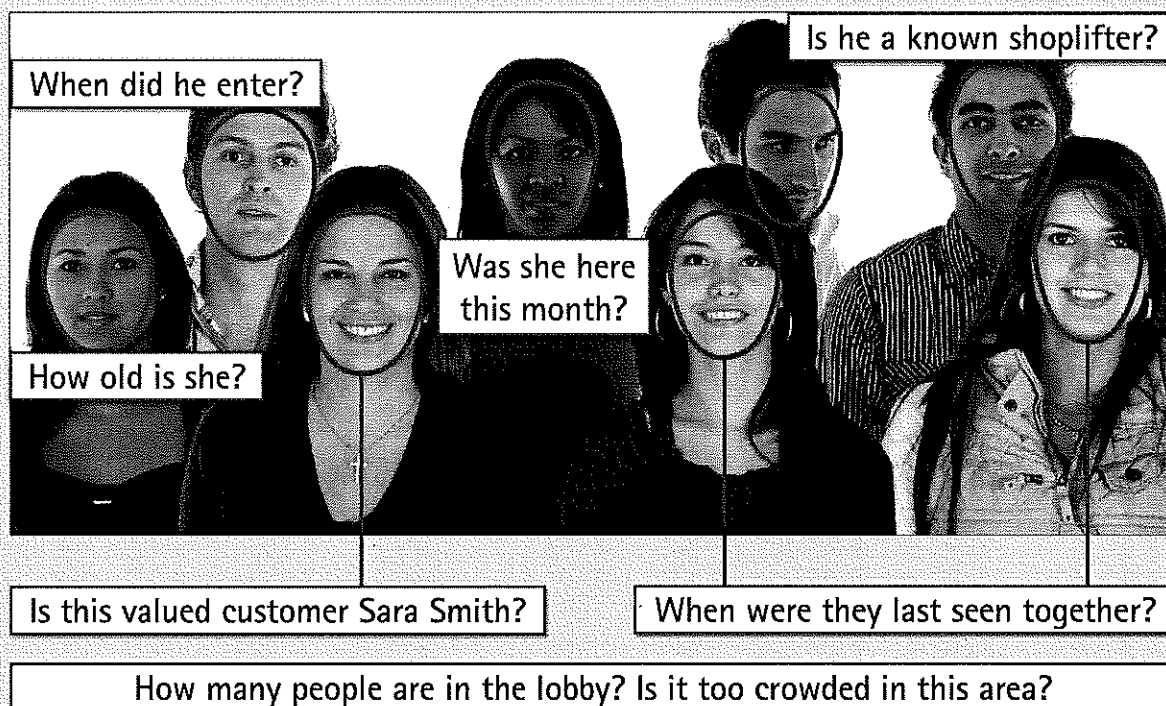 Is he a known shoplifter?
When did he enter?
Was she here
this month?
How old is she?
Is this valued customer Sara Smith?
When were they last seen together?
How many people are in the lobby? Is it too crowded in this area?